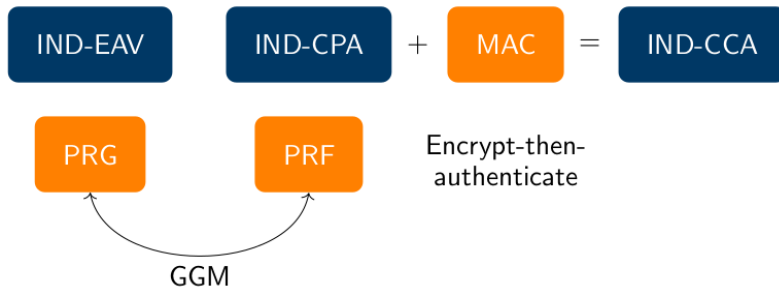 IND-EAV IND-CPA + MAC = IND-CCA
PRG PRF Encrypt-then-
authenticate
GGM